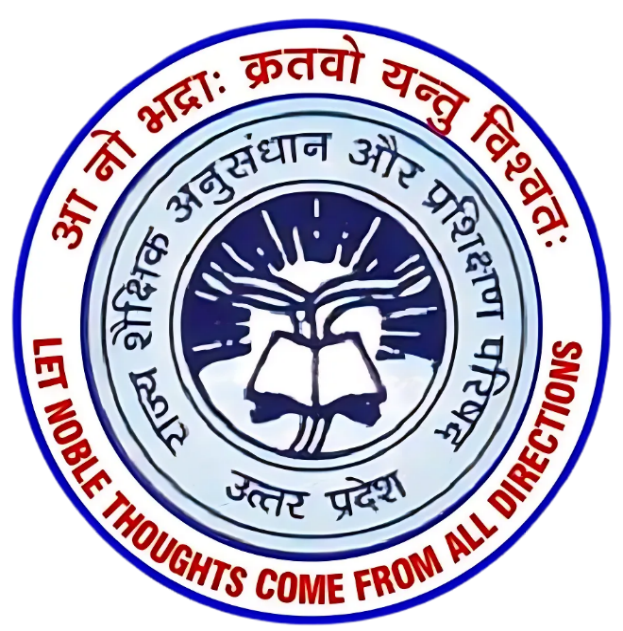 आ नो भद्राः क्रतवो यन्तु विश्वतः
राज्य शैक्षिक अनुसंधान और प्रशिक्षण परिषद
उत्तर प्रदेश
LET NOBLE THOUGHTS COME FROM ALL DIRECTIONS